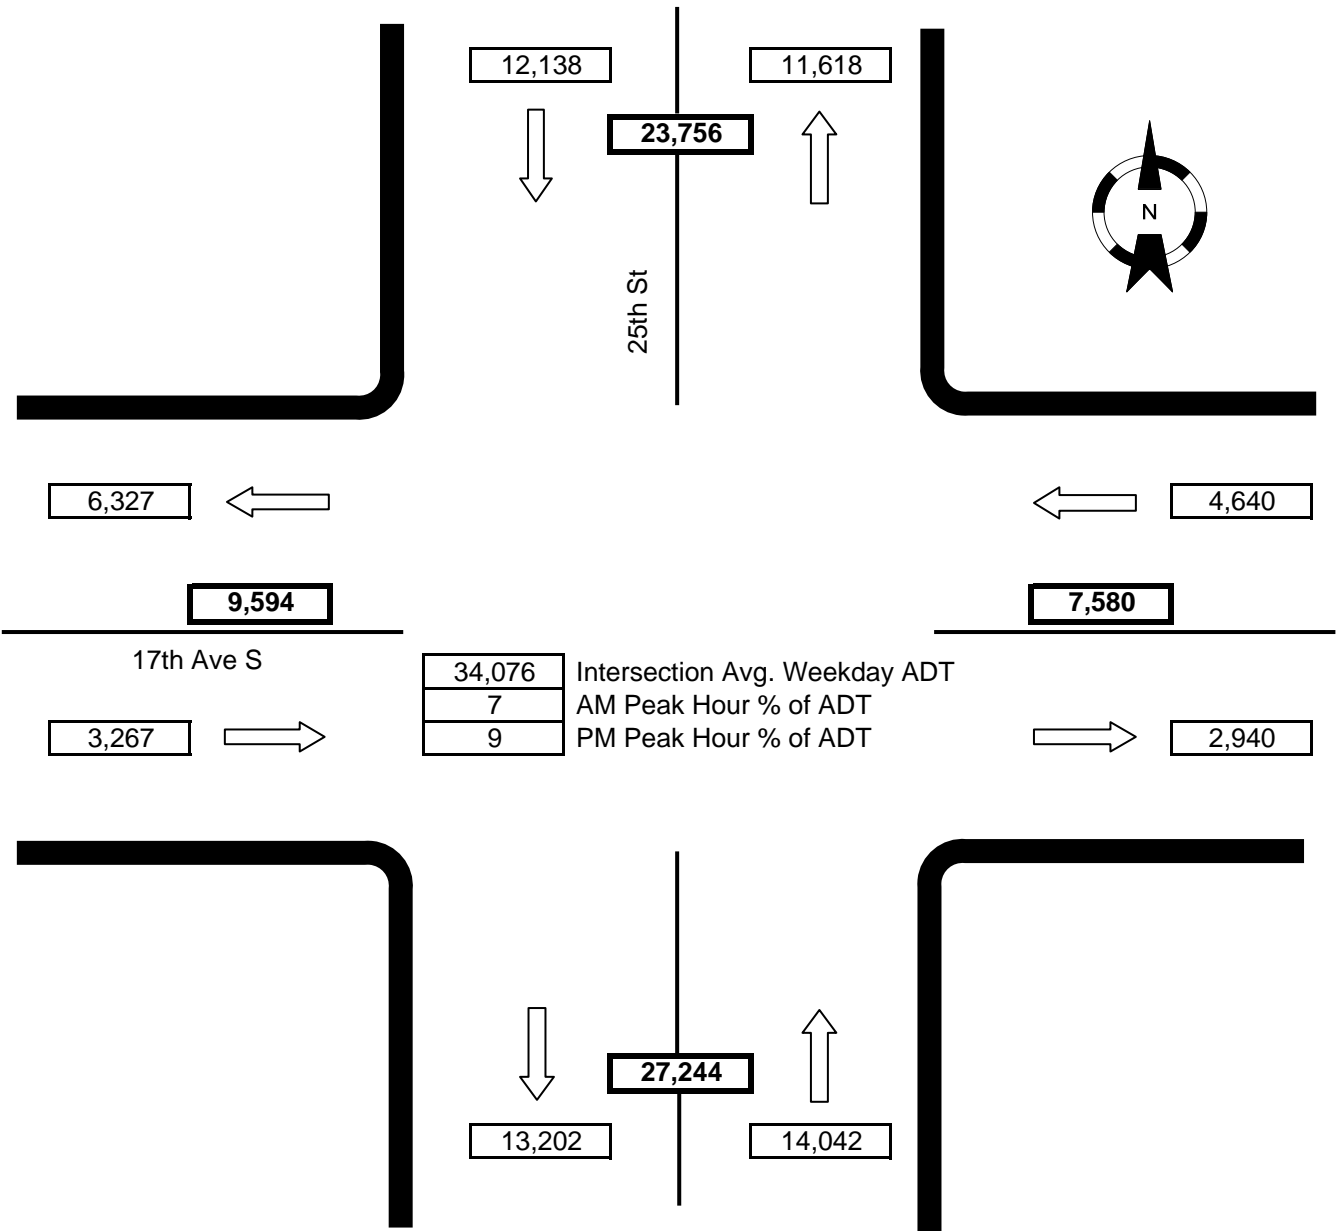 12,138
11,618
23,756
N
25th St
6,327
4,640
9,594
7,580
17th Ave S
34,076 Intersection Avg. Weekday ADT
7 AM Peak Hour % of ADT
9 PM Peak Hour % of ADT
3,267
2,940
27,244
13,202
14,042